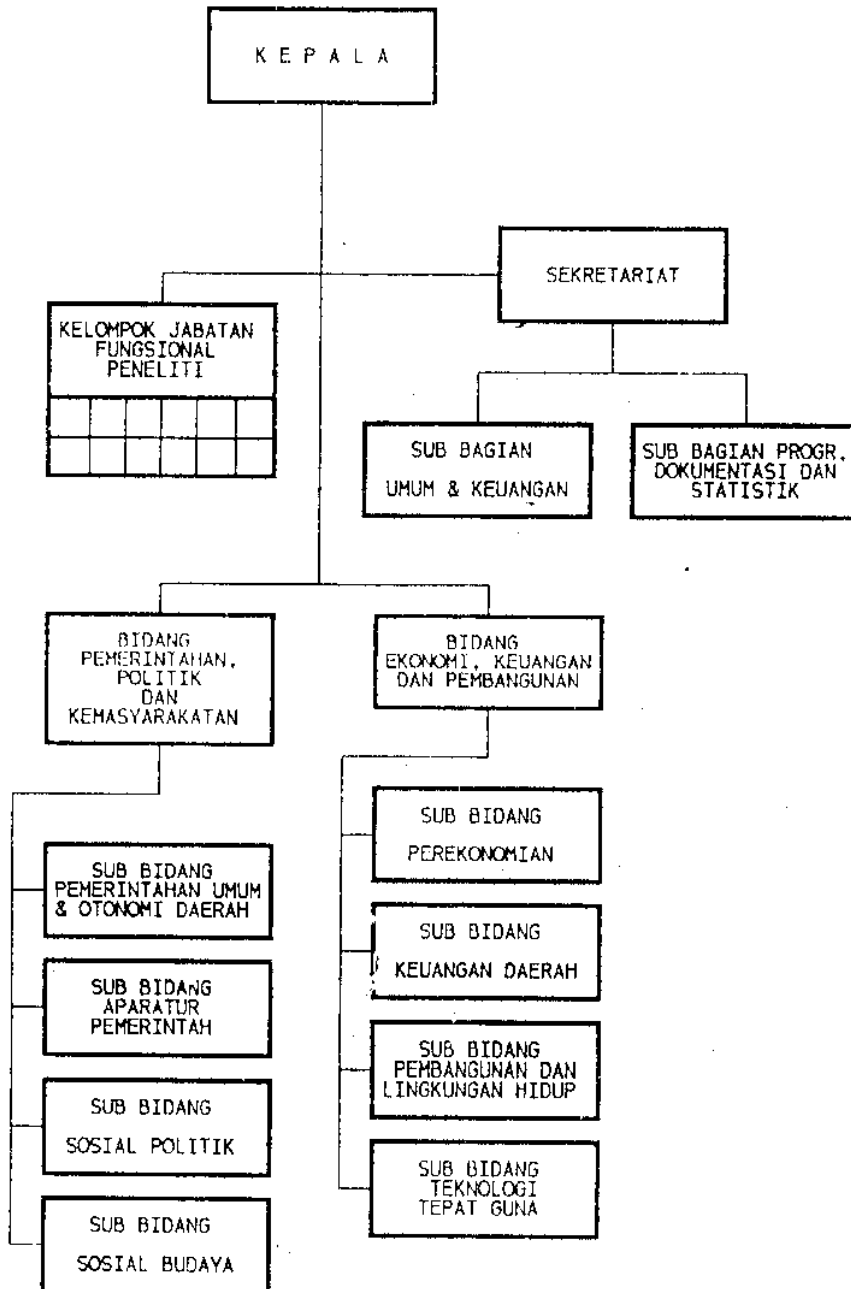 K E P A L A
SEKRETARIAT
KELOMPOK JABATAN
FUNGSIONAL
PENELITI
SUB BAGIAN
UMUM & KEUANGAN
SUB BAGIAN PROGR.
DOKUMENTASI DAN
STATISTIK
BIDANG
PEMERINTAHAN,
POLITIK
DAN
KEMASYARAKATAN
BIDANG
EKONOMI, KEUANGAN
DAN PEMBANGUNAN
SUB BIDANG
PEMERINTAHAN UMUM
& OTONOMI DAERAH
SUB BIDANG
APARATUR
PEMERINTAH
SUB BIDANG
SOSIAL POLITIK
SUB BIDANG
SOSIAL BUDAYA
SUB BIDANG
PEREKONOMIAN
SUB BIDANG
KEUANGAN DAERAH
SUB BIDANG
PEMBANGUNAN DAN
LINGKUNGAN HIDUP
SUB BIDANG
TEKNOLOGI
TEPAT GUNA